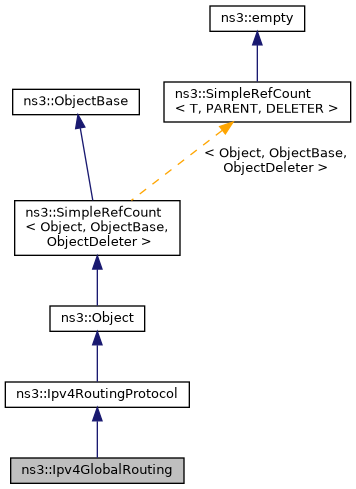 ns3::empty
ns3::ObjectBase
ns3::SimpleRefCount
< T, PARENT, DELETER >
< Object, ObjectBase,
ObjectDeleter >
ns3::SimpleRefCount
< Object, ObjectBase,
ObjectDeleter >
ns3::Object
ns3::Ipv4RoutingProtocol
ns3::Ipv4GlobalRouting